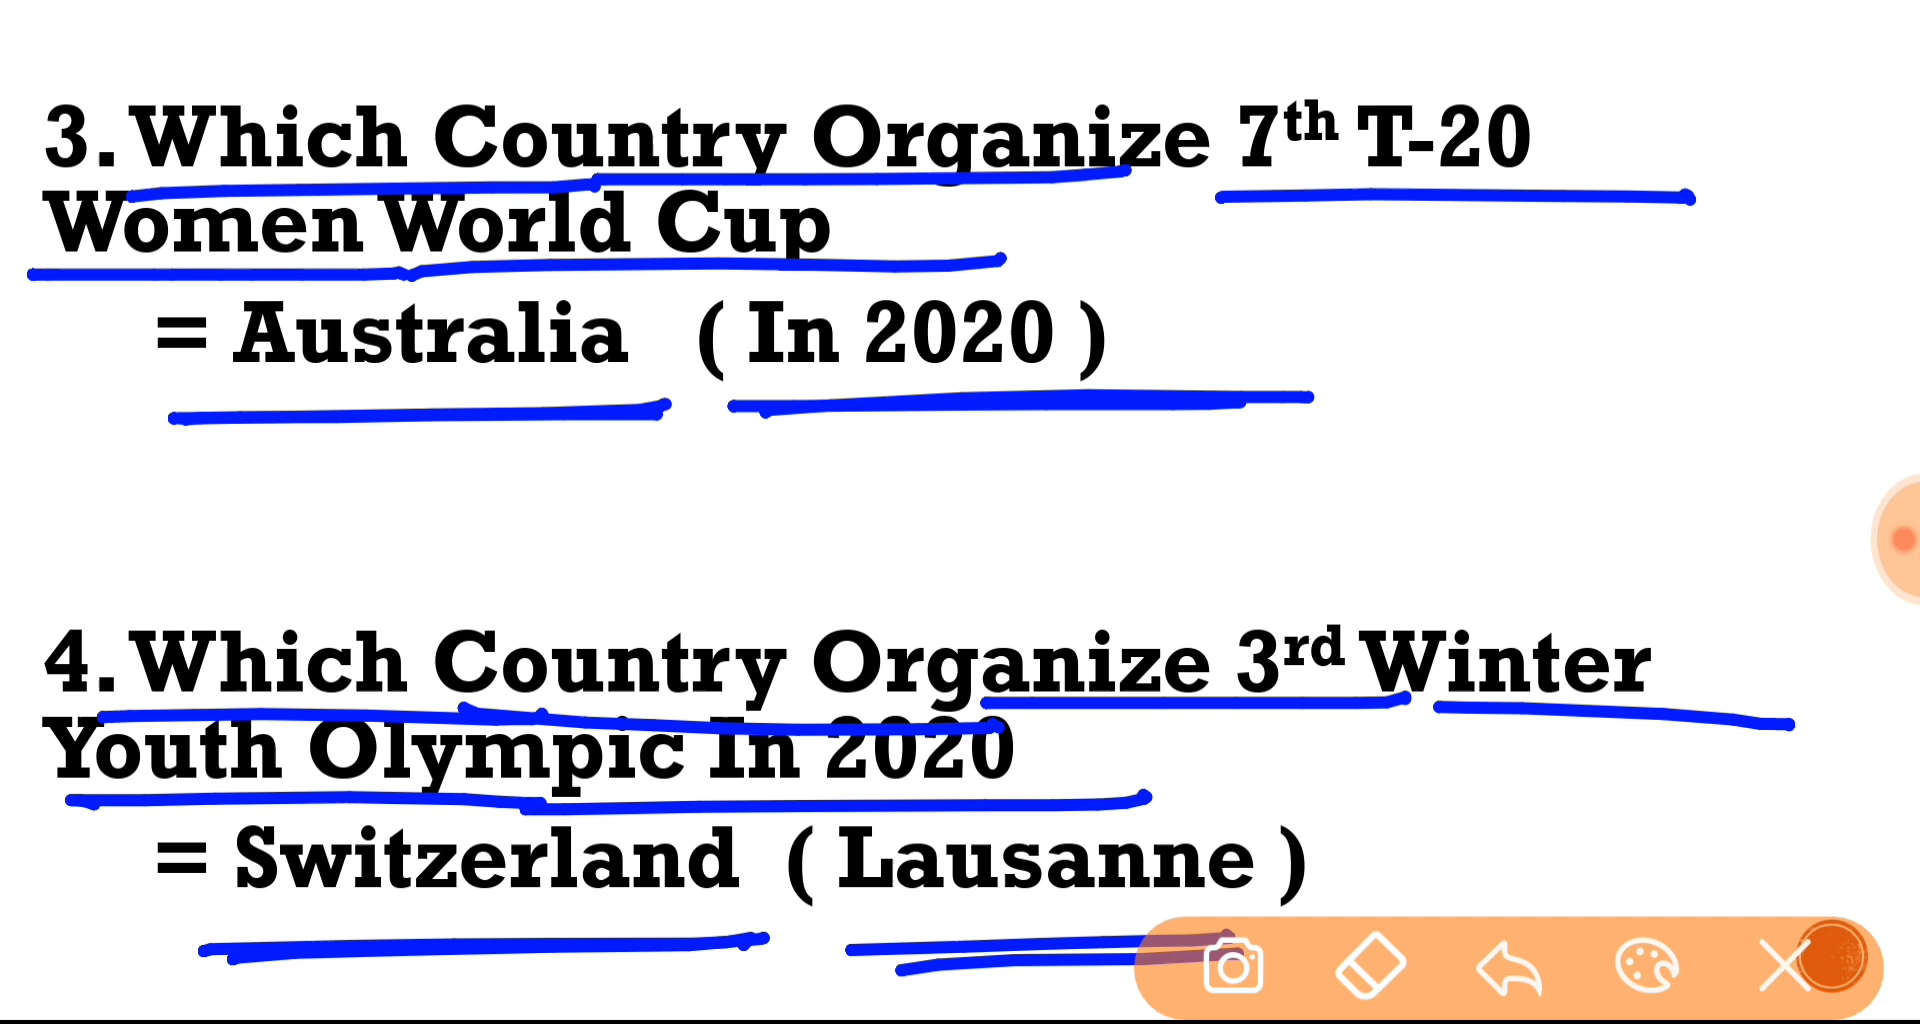 3. Which Country Organize 7th T-20
Women World Cup
= Australia ( In 2020 )
4. Which Country Organize 3rd Winter
Youth Olympic In 2020
= Switzerland ( Lausanne )